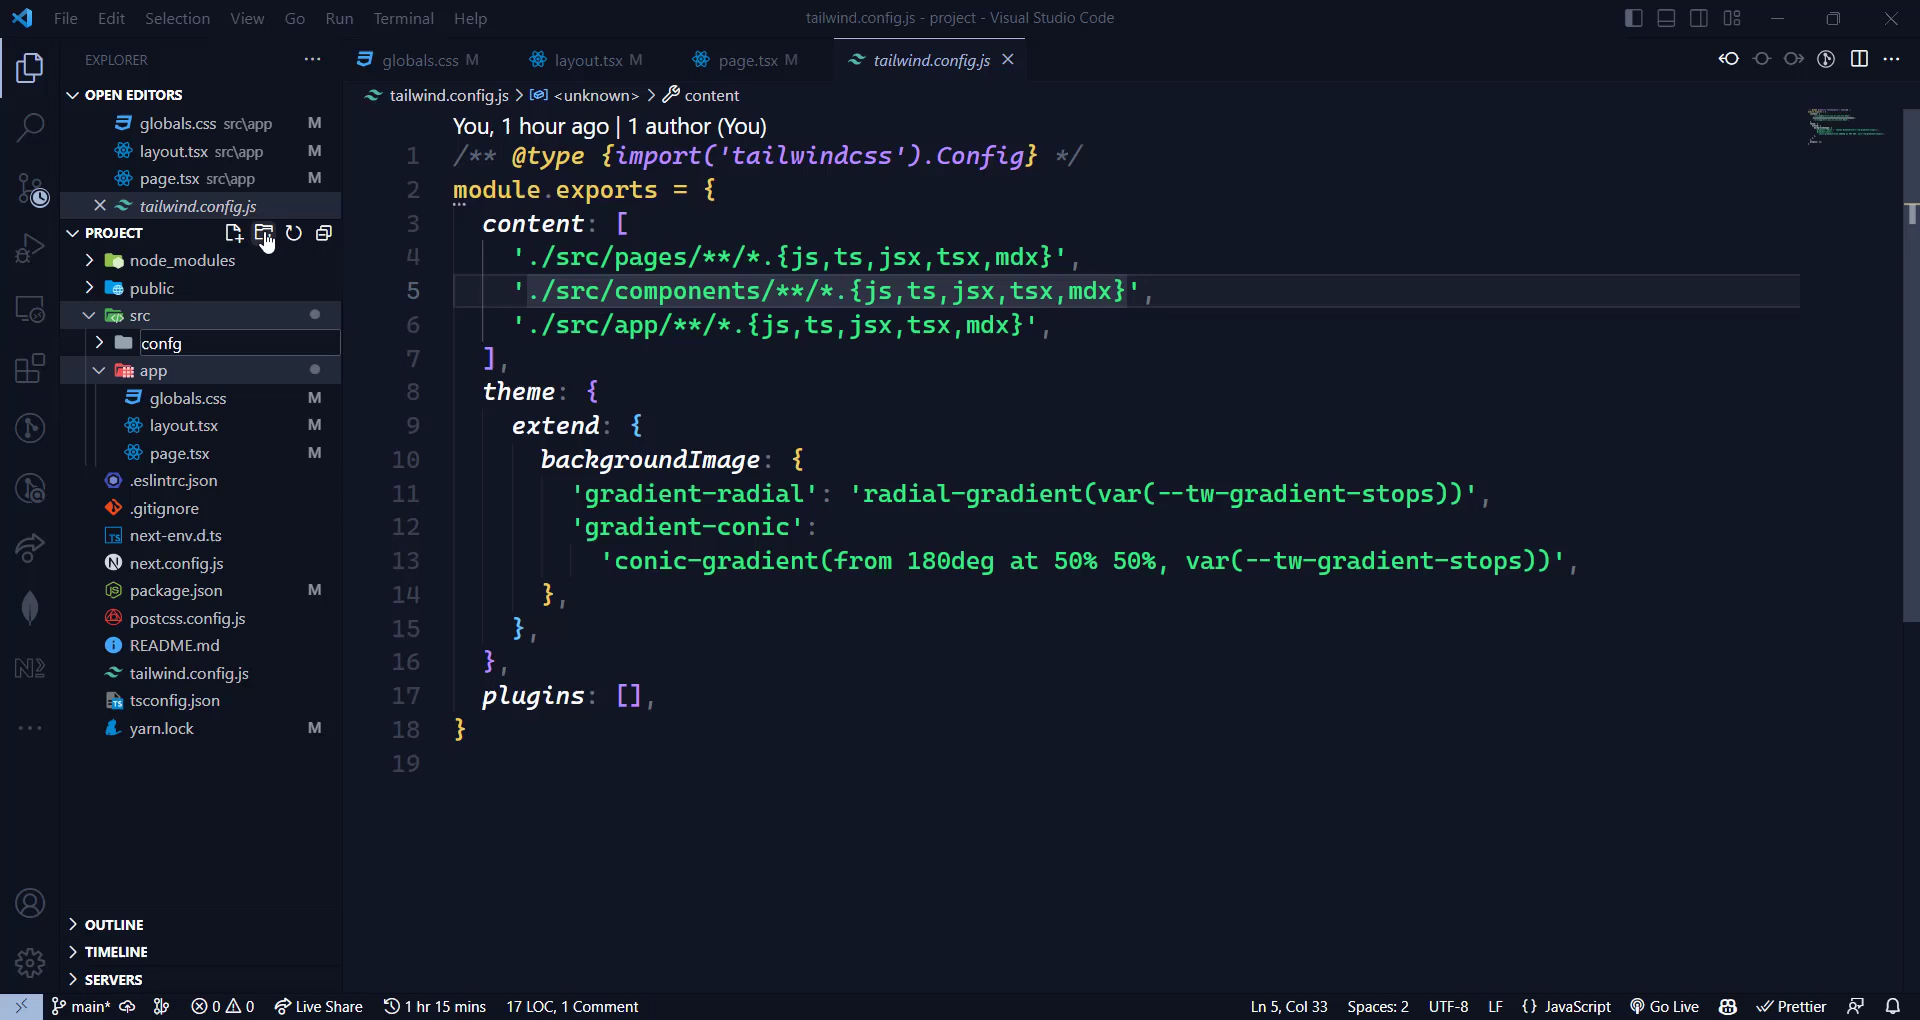 File Edit Selection View Go Run Terminal Help
tailwind.config.js - project - Visual Studio Code
EXPLORER
OPEN EDITORS
globals.css src\app M
layout.tsx src\app M
page.tsx src\app M
tailwind.config.js
PROJECT
node_modules
public
src
confg
app
globals.css M
layout.tsx M
page.tsx M
.eslintrc.json
.gitignore
next-env.d.ts
next.config.js
package.json M
postcss.config.js
README.md
tailwind.config.js
tsconfig.json
yarn.lock M
OUTLINE
TIMELINE
SERVERS
globals.css M layout.tsx M page.tsx M tailwind.config.js
tailwind.config.js > <unknown> > content
You, 1 hour ago | 1 author (You)
1 /** @type {import('tailwindcss').Config} */
2 module.exports = {
3 content: [
4 './src/pages/**/*.{js,ts,jsx,tsx,mdx}',
5 './src/components/**/*.{js,ts,jsx,tsx,mdx}',
6 './src/app/**/*.{js,ts,jsx,tsx,mdx}',
7 ],
8 theme: {
9 extend: {
10 backgroundImage: {
11 'gradient-radial': 'radial-gradient(var(--tw-gradient-stops))',
12 'gradient-conic':
13 'conic-gradient(from 180deg at 50% 50%, var(--tw-gradient-stops))',
14 },
15 },
16 },
17 plugins: [],
18 }
19
main* 0 0 Live Share 1 hr 15 mins 17 LOC, 1 Comment Ln 5, Col 33 Spaces: 2 UTF-8 LF {} JavaScript Go Live Prettier